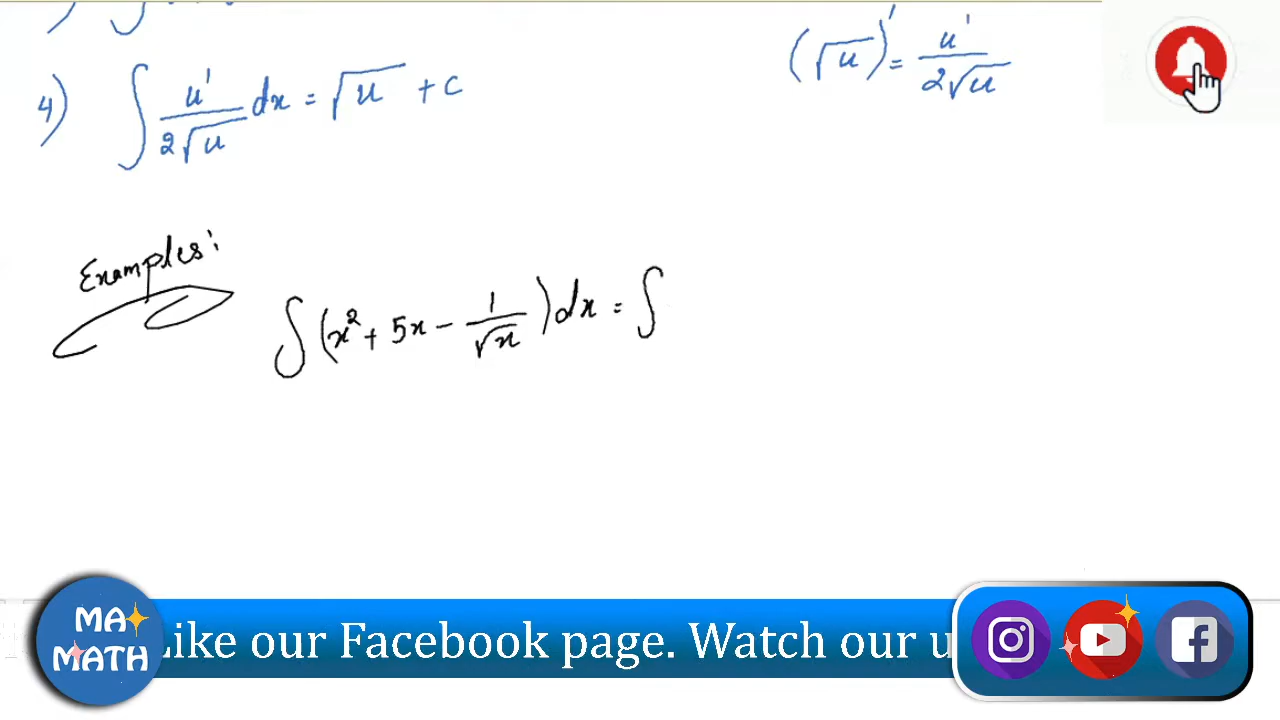 4) ∫ u'/2√u dx = √u + c
(√u)' = u'/2√u
Examples:
∫(x² + 5x - 1/√x)dx = ∫
MA
MATH
Like our Facebook page. Watch our u